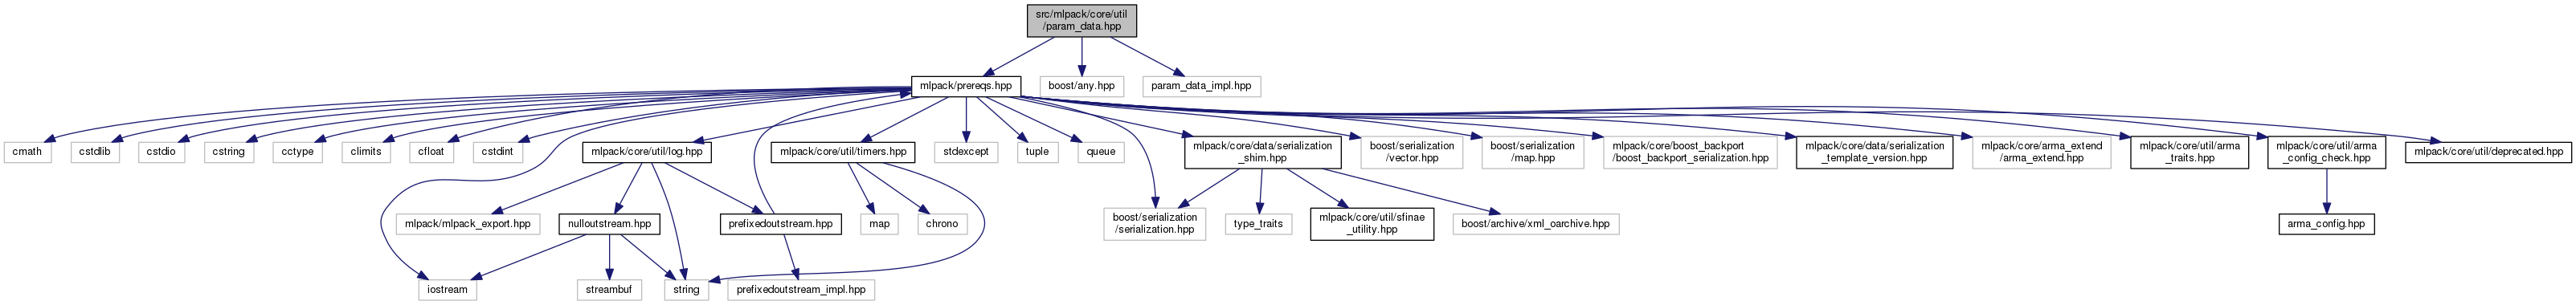 src/mlpack/core/util
/param_data.hpp
mlpack/prereqs.hpp
boost/any.hpp
param_data_impl.hpp
cmath
cstdlib
cstdio
cstring
cctype
climits
cfloat
cstdint
mlpack/core/util/log.hpp
mlpack/core/util/timers.hpp
stdexcept
tuple
queue
mlpack/core/data/serialization
_shim.hpp
boost/serialization
/vector.hpp
boost/serialization
/map.hpp
mlpack/core/boost_backport
/boost_backport_serialization.hpp
mlpack/core/data/serialization
_template_version.hpp
mlpack/core/arma_extend
/arma_extend.hpp
mlpack/core/util/arma
_traits.hpp
mlpack/core/util/arma
_config_check.hpp
mlpack/core/util/deprecated.hpp
mlpack/mlpack_export.hpp
nulloutstream.hpp
prefixedoutstream.hpp
map
chrono
boost/serialization
/serialization.hpp
type_traits
mlpack/core/util/sfinae
_utility.hpp
boost/archive/xml_oarchive.hpp
arma_config.hpp
iostream
streambuf
string
prefixedoutstream_impl.hpp